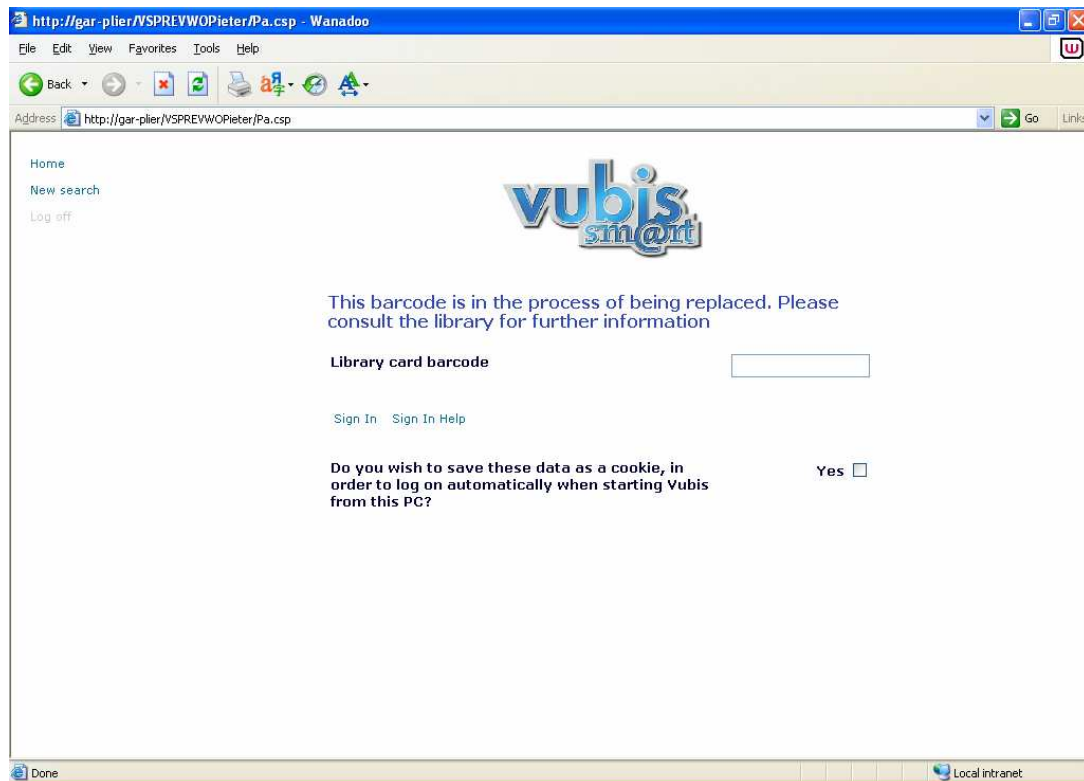 http://gar-plier/VSPREVWOPieter/Pa.csp - Wanadoo
File Edit View Favorites Tools Help
Back
Address http://gar-plier/VSPREVWOPieter/Pa.csp Go Links
Home
New search
Log off
vubis
sm@rt
This barcode is in the process of being replaced. Please
consult the library for further information
Library card barcode
Sign In Sign In Help
Do you wish to save these data as a cookie, in
order to log on automatically when starting Vubis
from this PC?
Yes
Done Local intranet